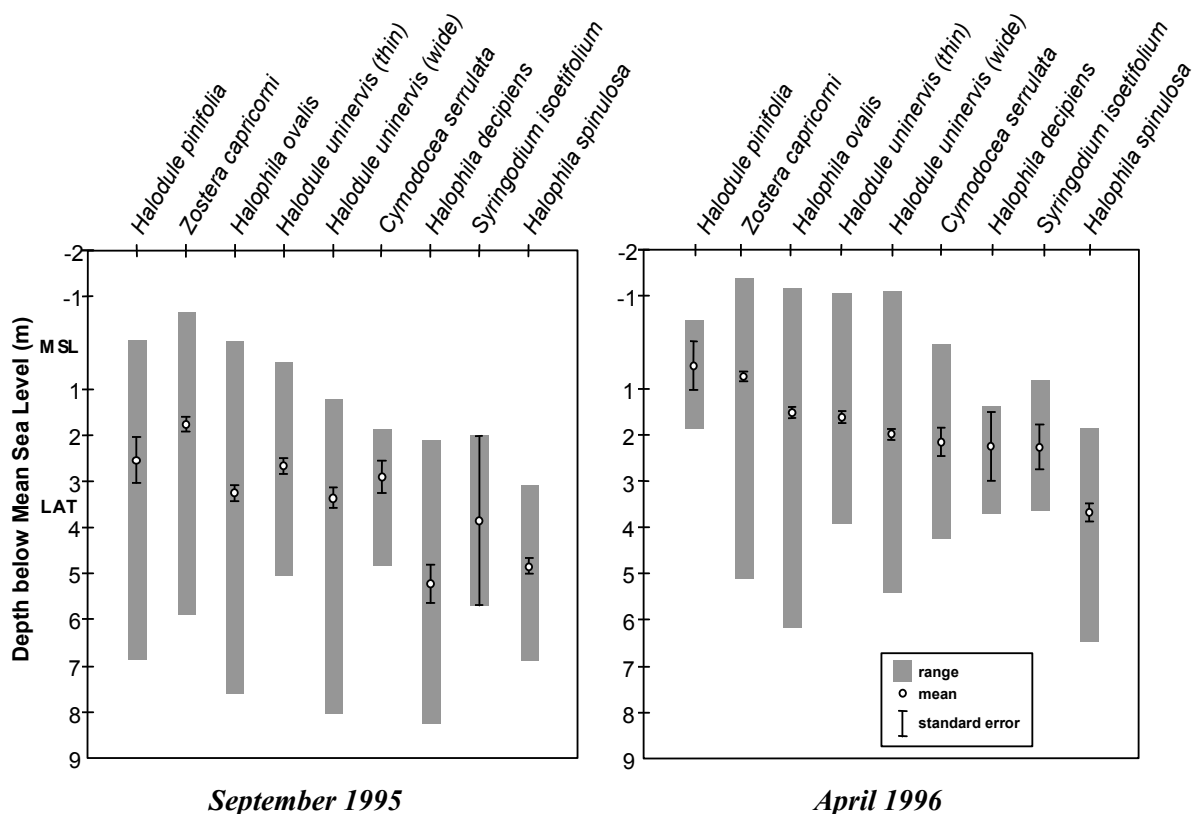 Halodule pinifolia
Zostera capricorni
Halophila ovalis
Halodule uninervis (thin)
Halodule uninervis (wide)
Cymodocea serrulata
Halophila decipiens
Syringodium isoetifolium
Halophila spinulosa
Depth below Mean Sea Level (m)
-2
-1
MSL
1
2
3
LAT
4
5
6
7
8
9
September 1995
Halodule pinifolia
Zostera capricorni
Halophila ovalis
Halodule uninervis (thin)
Halodule uninervis (wide)
Cymodocea serrulata
Halophila decipiens
Syringodium isoetifolium
Halophila spinulosa
-2
-1
1
2
3
4
5
6
7
8
9
range
mean
standard error
April 1996